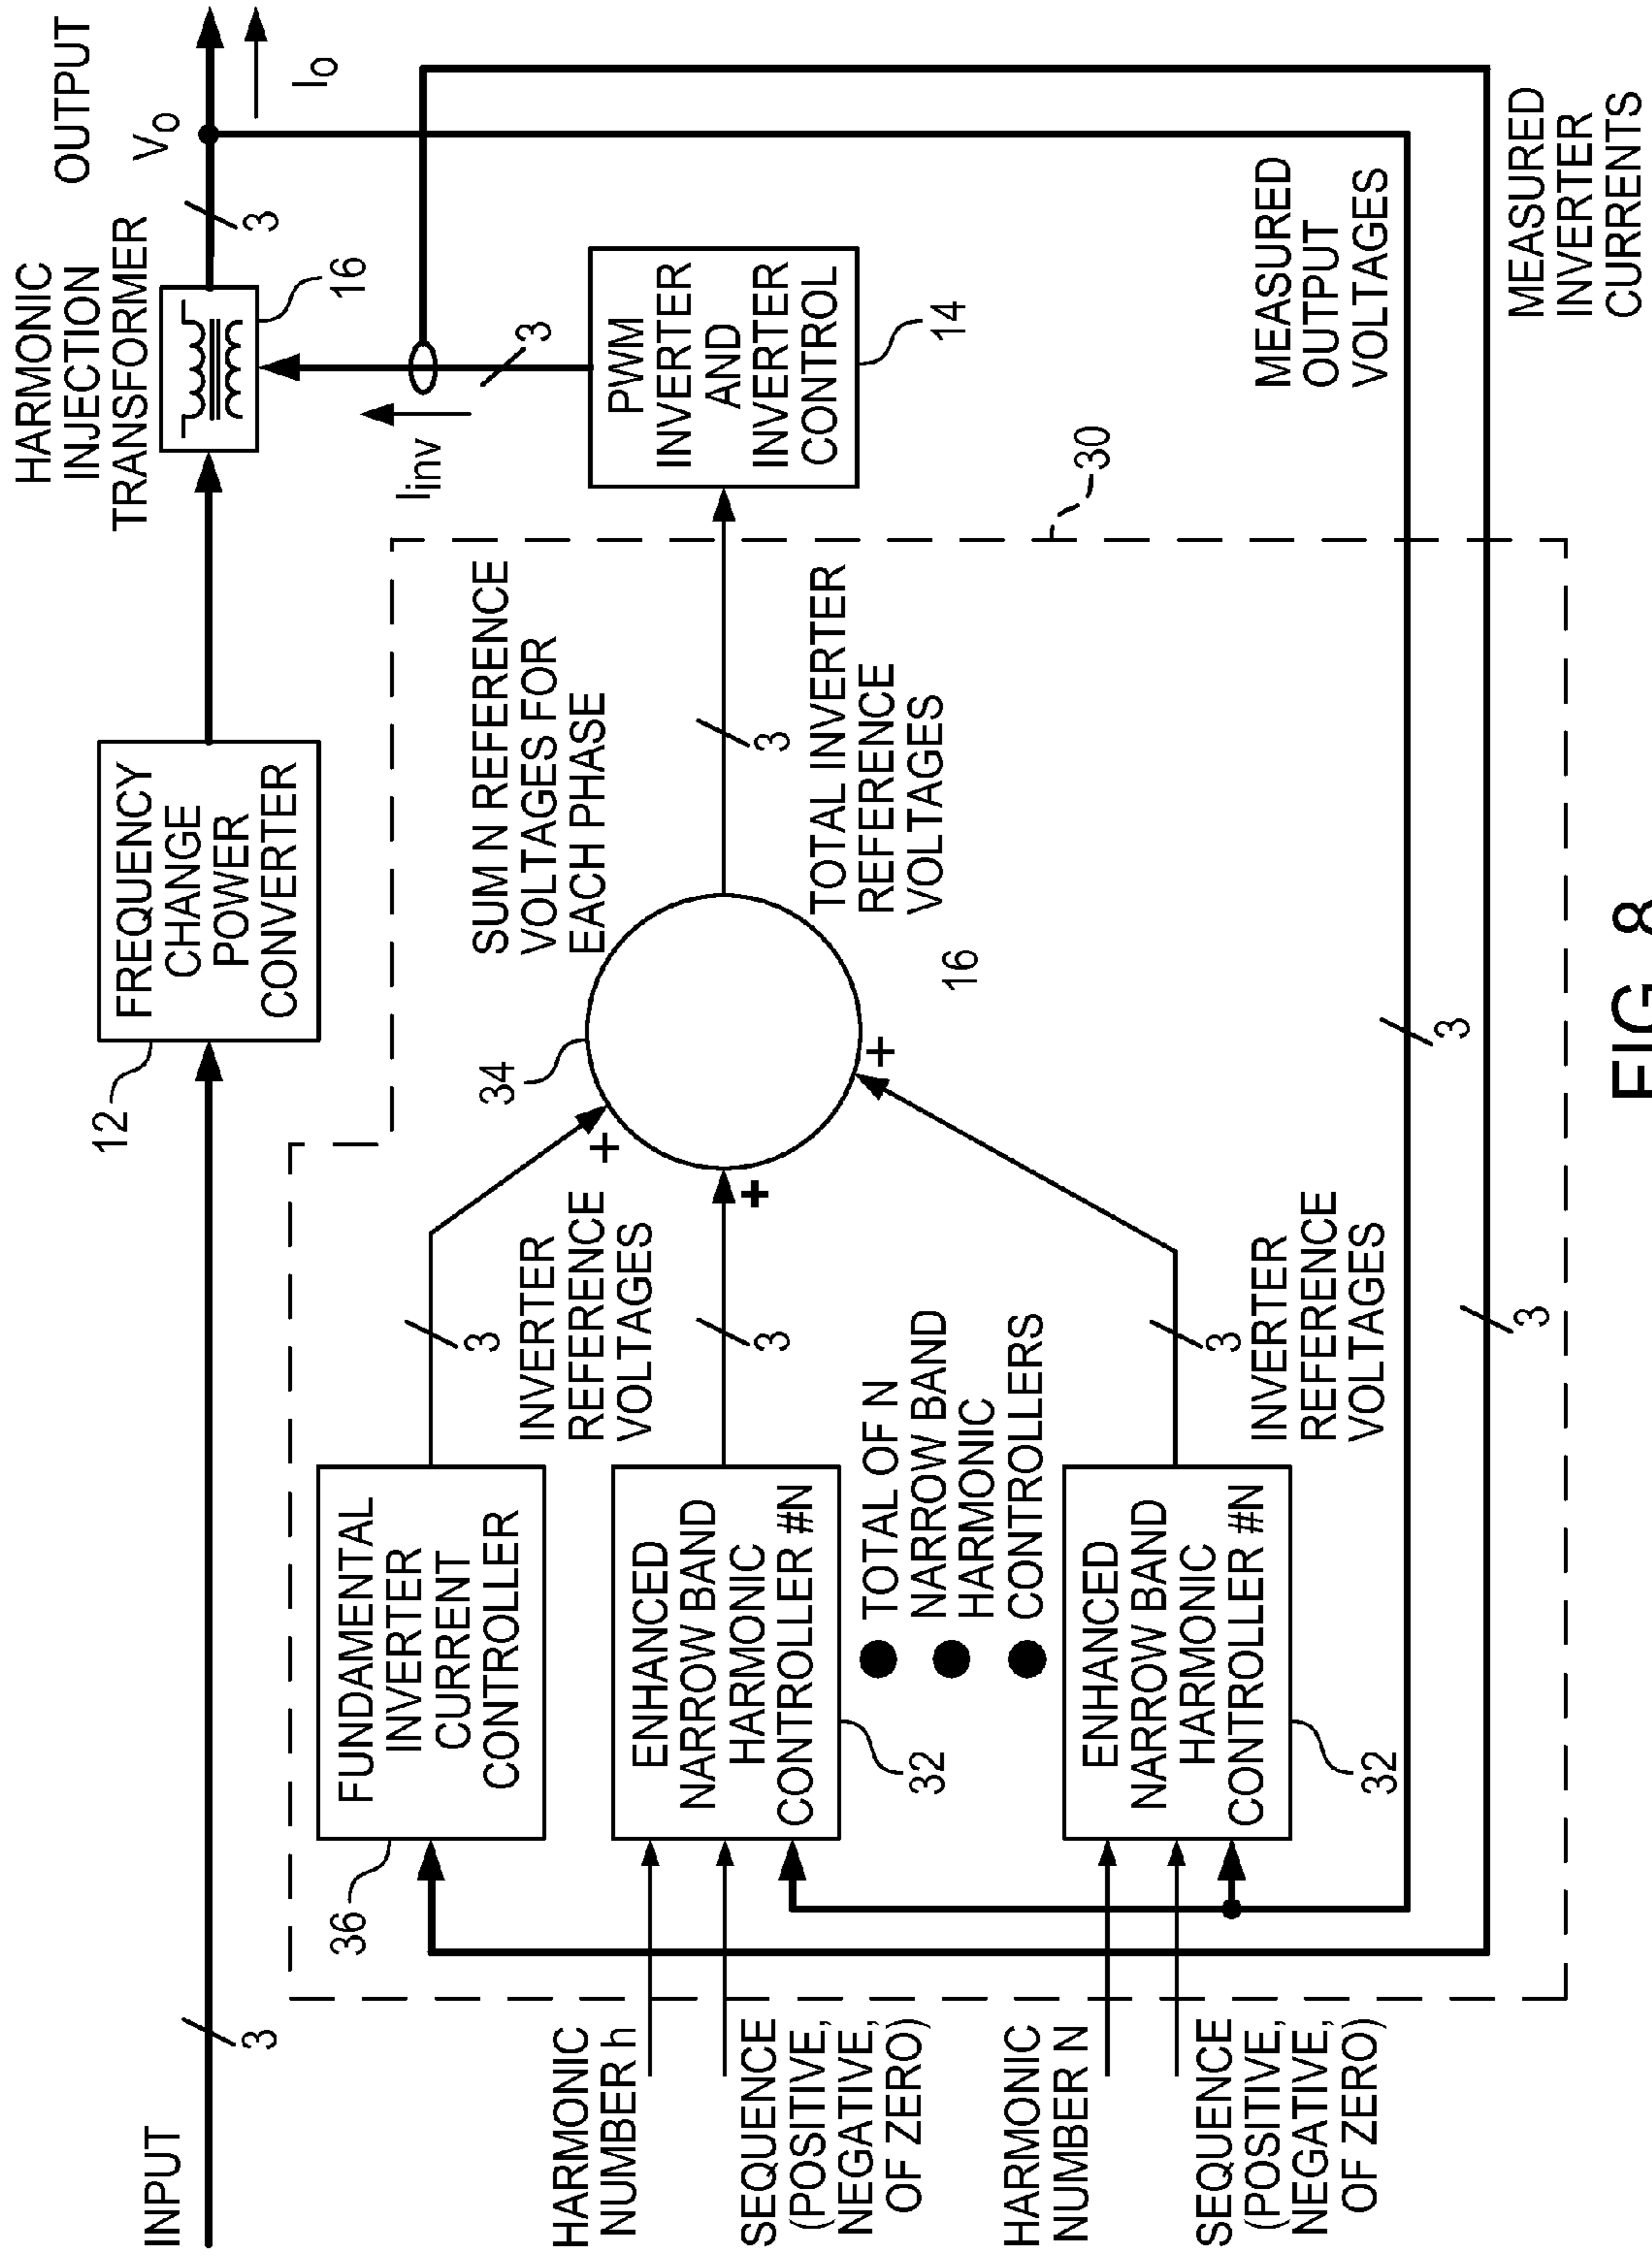 INPUT
3
12
FREQUENCY
CHANGE
POWER
CONVERTER
HARMONIC
INJECTION
TRANSFORMER
16
3
OUTPUT
Vo
Io
Iinv
3
PWM
INVERTER
AND
INVERTER
CONTROL
14
30
SUM N REFERENCE
VOLTAGES FOR
EACH PHASE
34
+
+
+
16
3
TOTAL INVERTER
REFERENCE
VOLTAGES
FUNDAMENTAL
INVERTER
CURRENT
CONTROLLER
36
3
INVERTER
REFERENCE
VOLTAGES
HARMONIC
NUMBER h
SEQUENCE
(POSITIVE,
NEGATIVE,
OF ZERO)
ENHANCED
NARROW BAND
HARMONIC
CONTROLLER #N
32
3
TOTAL OF N
NARROW BAND
HARMONIC
CONTROLLERS
HARMONIC
NUMBER N
SEQUENCE
(POSITIVE,
NEGATIVE,
OF ZERO)
ENHANCED
NARROW BAND
HARMONIC
CONTROLLER #N
32
3
INVERTER
REFERENCE
VOLTAGES
MEASURED
OUTPUT
VOLTAGES
3
MEASURED
INVERTER
CURRENTS
3
FIG. 8